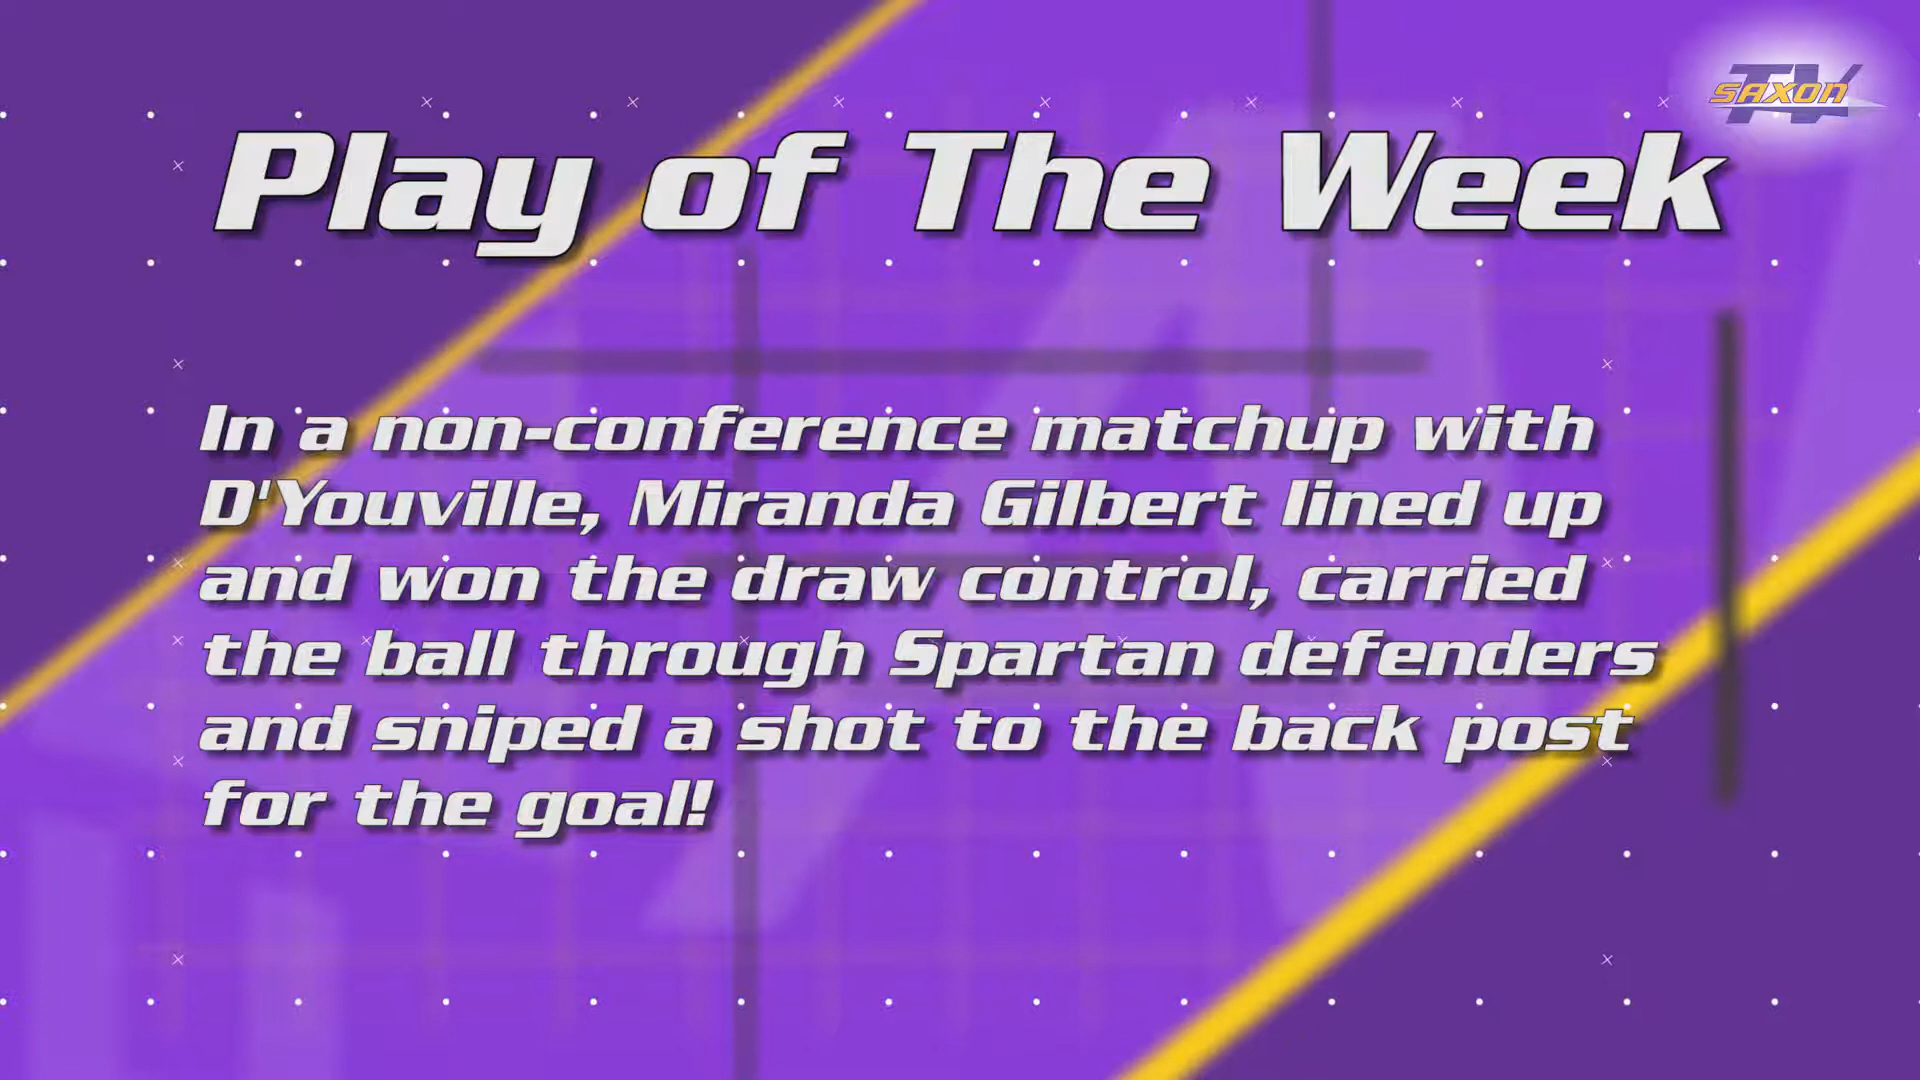 SAXON TV
Play of The Week
In a non-conference matchup with
D'Youville, Miranda Gilbert lined up
and won the draw control, carried
the ball through Spartan defenders
and sniped a shot to the back post
for the goal!